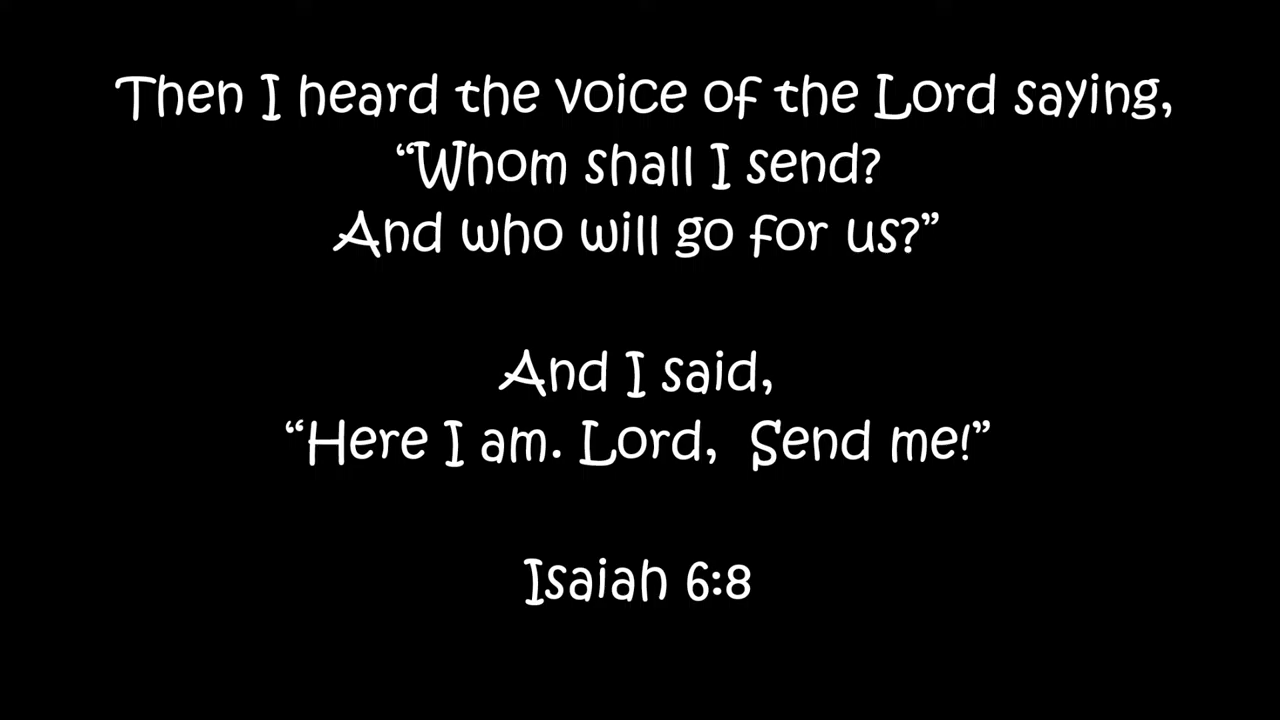 Then I heard the voice of the Lord saying,
“Whom shall I send?
And who will go for us?”
And I said,
“Here I am. Lord,  Send me!”
Isaiah 6:8